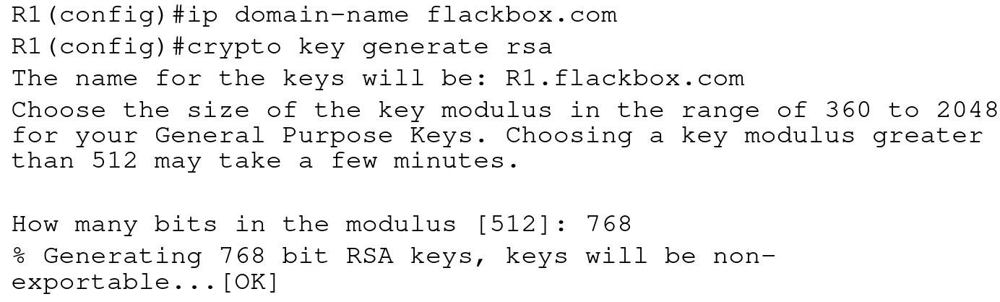 R1(config)#ip domain-name flackbox.com
R1(config)#crypto key generate rsa
The name for the keys will be: R1.flackbox.com
Choose the size of the key modulus in the range of 360 to 2048
for your General Purpose Keys. Choosing a key modulus greater
than 512 may take a few minutes.
How many bits in the modulus [512]: 768
% Generating 768 bit RSA keys, keys will be non-
exportable...[OK]